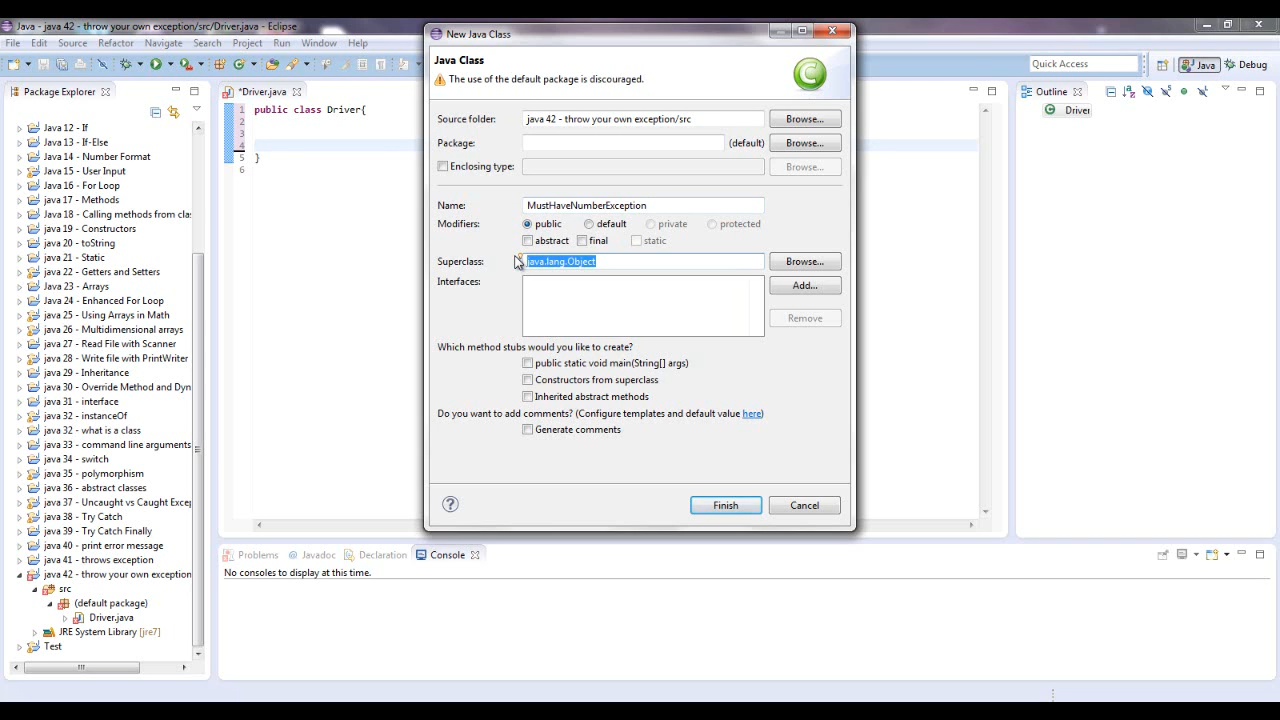 Java - java 42 - throw your own exception/src/Driver.java - Eclipse
File Edit Source Refactor Navigate Search Project Run Window Help
Quick Access
Java
Debug
Package Explorer
Java 12 - If
Java 13 - If-Else
Java 14 - Number Format
Java 15 - User Input
Java 16 - For Loop
Java 17 - Methods
Java 18 - Calling methods from clas
Java 19 - Constructors
java 20 - toString
Java 21 - Static
Java 22 - Getters and Setters
Java 23 - Arrays
Java 24 - Enhanced For Loop
Java 25 - Using Arrays in Math
Java 26 - Multidimensional arrays
java 27 - Read File with Scanner
java 28 - Write file with PrintWriter
java 29 - Inheritance
java 30 - Override Method and Dyn
java 31 - interface
java 32 - instanceOf
java 32 - what is a class
java 33 - command line arguments
java 34 - switch
java 35 - polymorphism
java 36 - abstract classes
java 37 - Uncaught vs Caught Excep
java 38 - Try Catch
java 39 - Try Catch Finally
java 40 - print error message
java 41 - throws exception
java 42 - throw your own exception
src
(default package)
Driver.java
JRE System Library [jre7]
Test
*Driver.java
1 public class Driver{
2
3
4
5 }
6
New Java Class
Java Class
The use of the default package is discouraged.
Source folder: java 42 - throw your own exception/src Browse...
Package: (default) Browse...
Enclosing type: Browse...
Name: MustHaveNumberException
Modifiers: public default private protected
abstract final static
Superclass: java.lang.Object Browse...
Interfaces: Add...
Remove
Which method stubs would you like to create?
public static void main(String[] args)
Constructors from superclass
Inherited abstract methods
Do you want to add comments? (Configure templates and default value here)
Generate comments
Finish Cancel
Outline
Driver
Problems Javadoc Declaration Console
No consoles to display at this time.